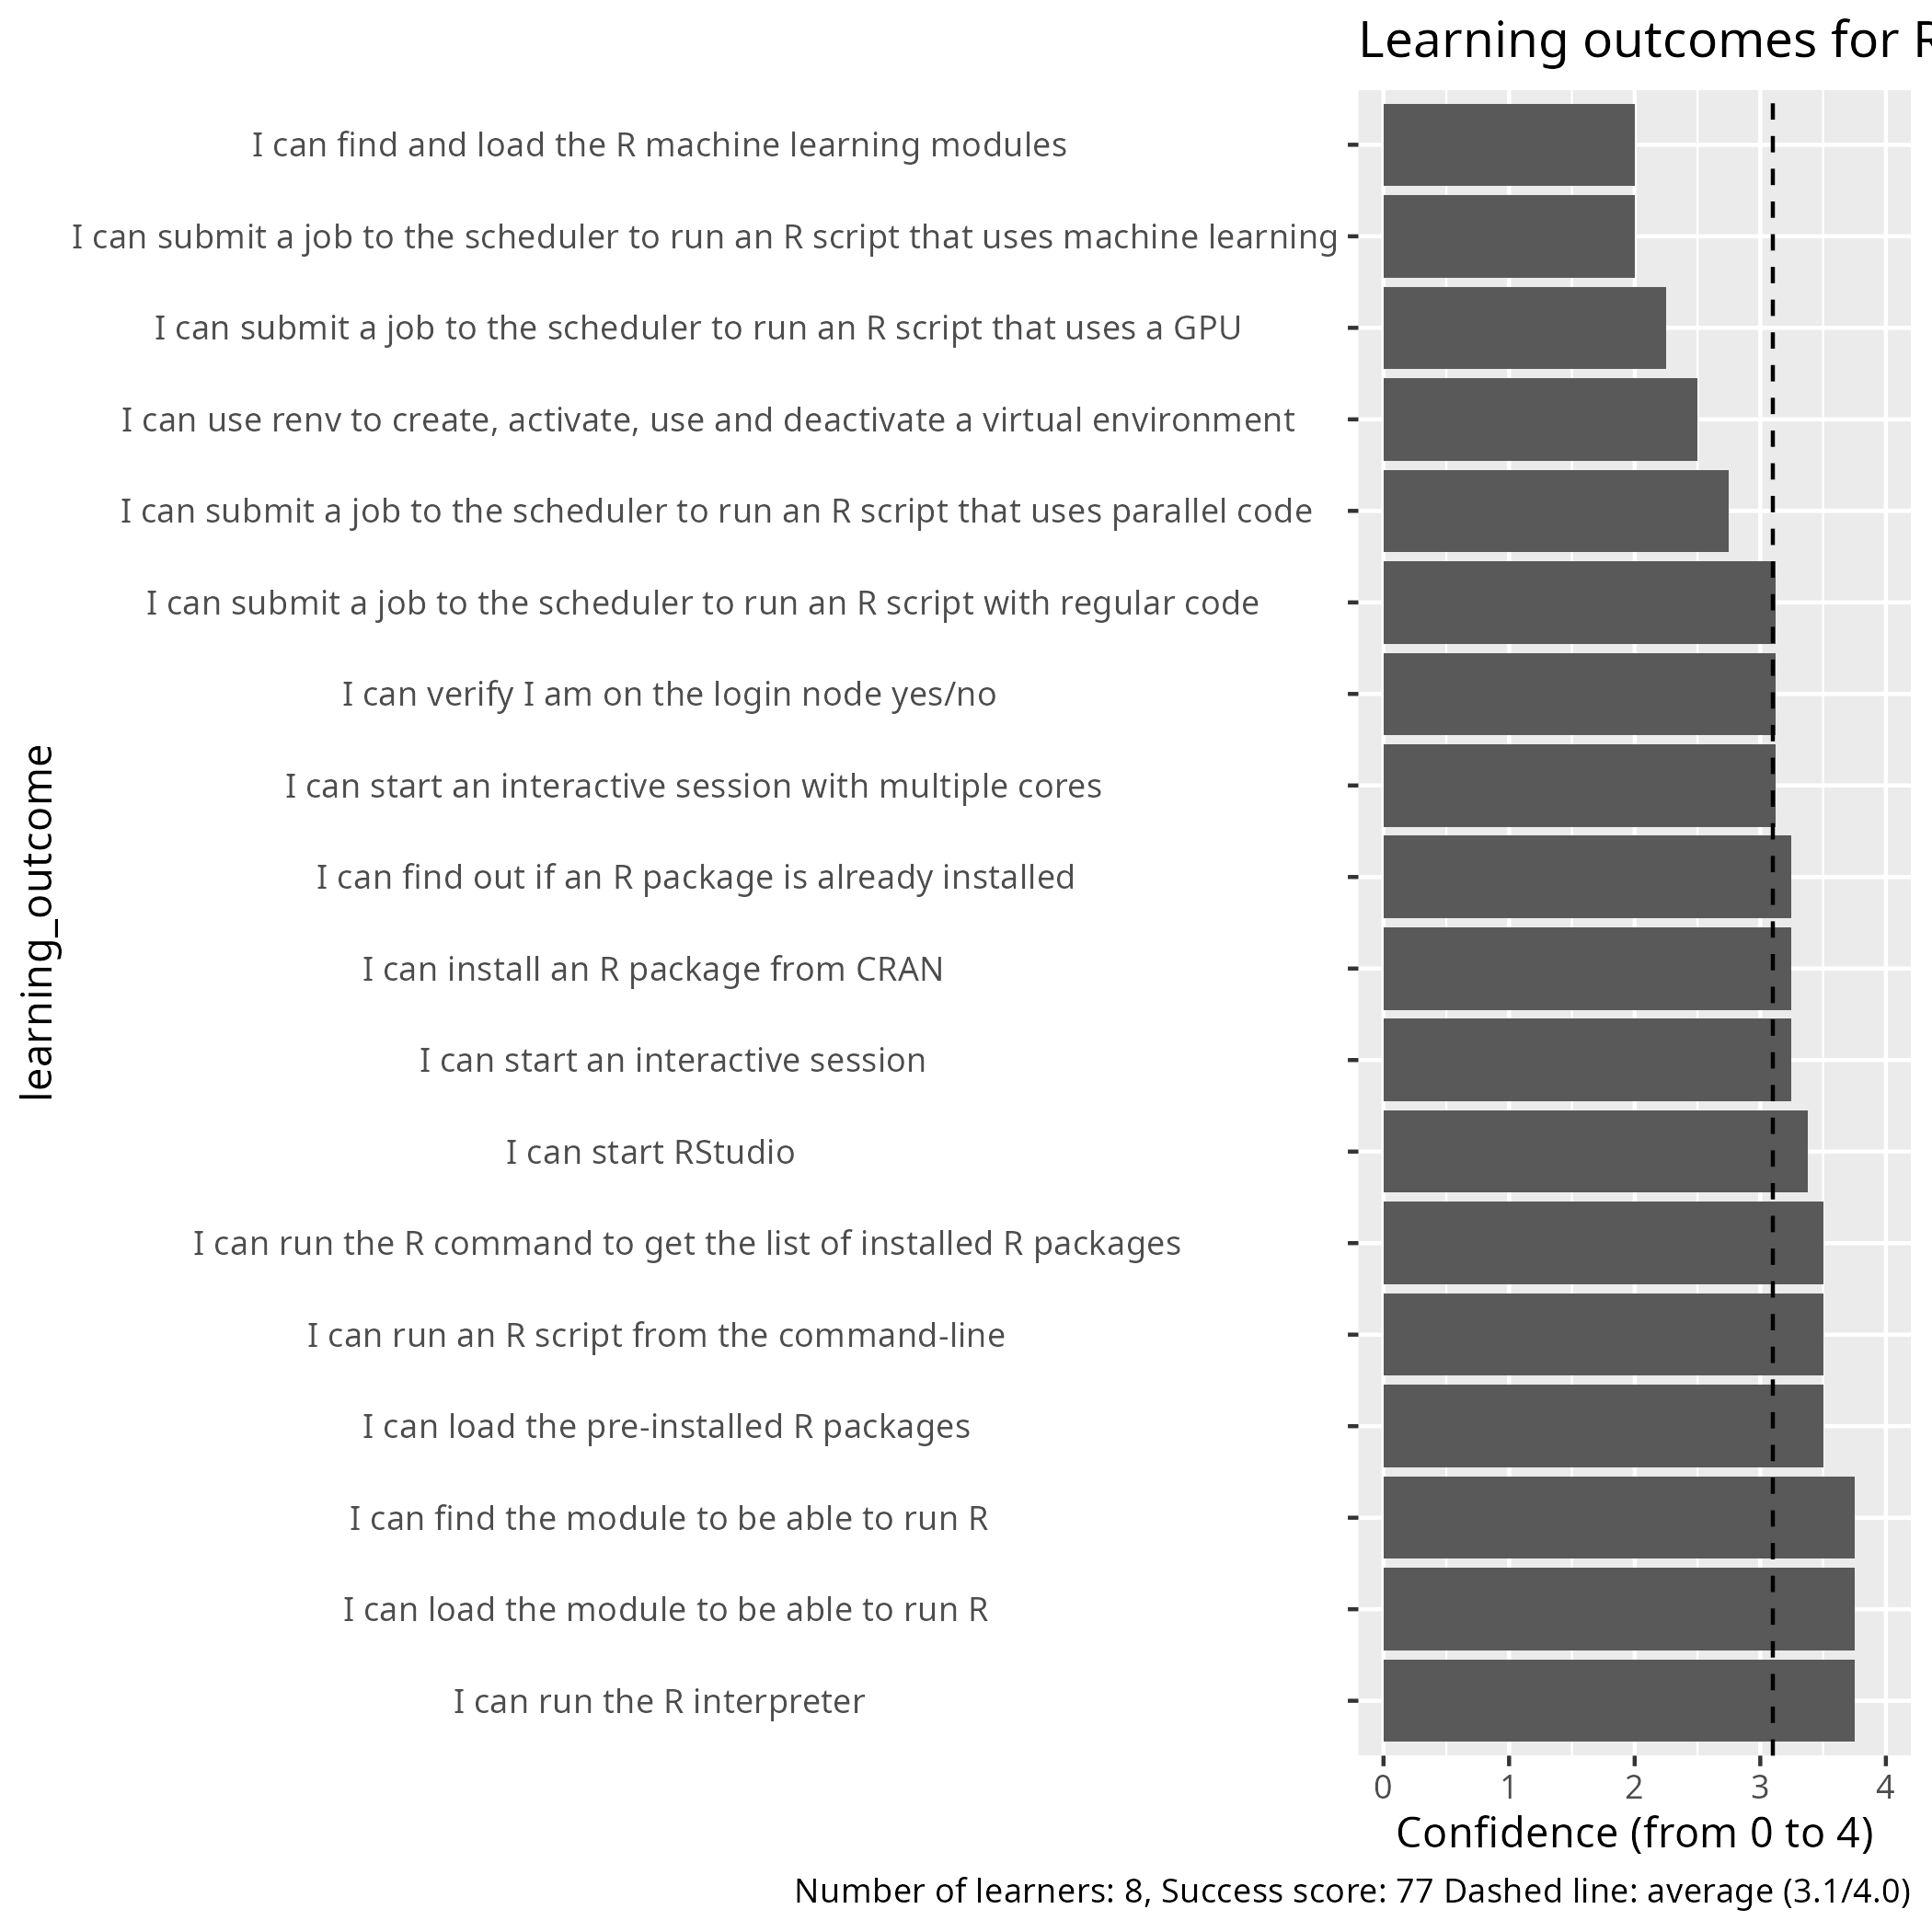 Learning outcomes for R
I can find and load the R machine learning modules
I can submit a job to the scheduler to run an R script that uses machine learning
I can submit a job to the scheduler to run an R script that uses a GPU
I can use renv to create, activate, use and deactivate a virtual environment
I can submit a job to the scheduler to run an R script that uses parallel code
I can submit a job to the scheduler to run an R script with regular code
I can verify I am on the login node yes/no
I can start an interactive session with multiple cores
I can find out if an R package is already installed
I can install an R package from CRAN
I can start an interactive session
I can start RStudio
I can run the R command to get the list of installed R packages
I can run an R script from the command-line
I can load the pre-installed R packages
I can find the module to be able to run R
I can load the module to be able to run R
I can run the R interpreter
learning_outcome
0 1 2 3 4
Confidence (from 0 to 4)
Number of learners: 8, Success score: 77 Dashed line: average (3.1/4.0)